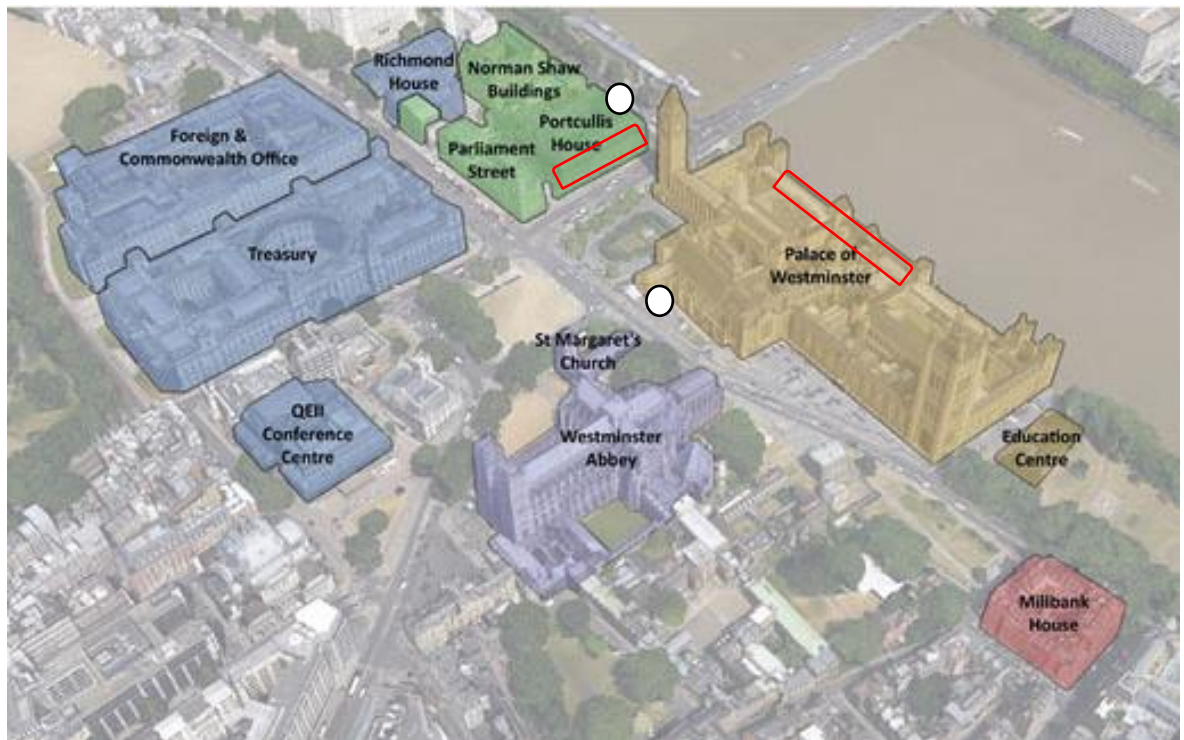 Richmond
House
Norman Shaw
Buildings
Portcullis
House
Parliament
Street
Foreign &
Commonwealth Office
Treasury
Palace of
Westminster
St Margaret's
Church
QEII
Conference
Centre
Westminster
Abbey
Education
Centre
Millbank
House